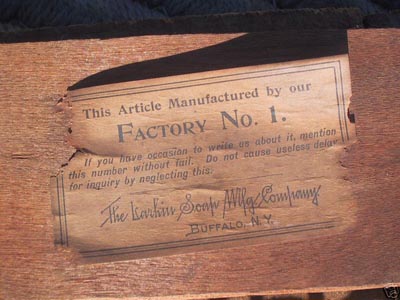 This Article Manufactured by our
FACTORY No. 1.
If you have occasion to write us about it, mention
this number without fail. Do not cause useless delay
for inquiry by neglecting this.
The Larkin Soap Mfg. Company,
BUFFALO, N.Y.